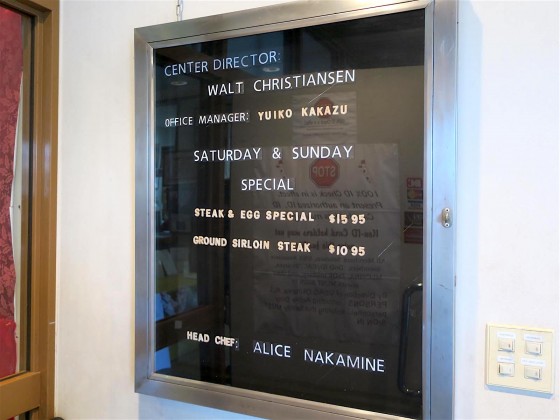 CENTER DIRECTOR:
WALT CHRISTIANSEN
OFFICE MANAGER: YUIKO KAKAZU
SATURDAY & SUNDAY
SPECIAL
STEAK & EGG SPECIAL $15 95
GROUND SIRLOIN STEAK $10 95
HEAD CHEF: ALICE NAKAMINE
STOP